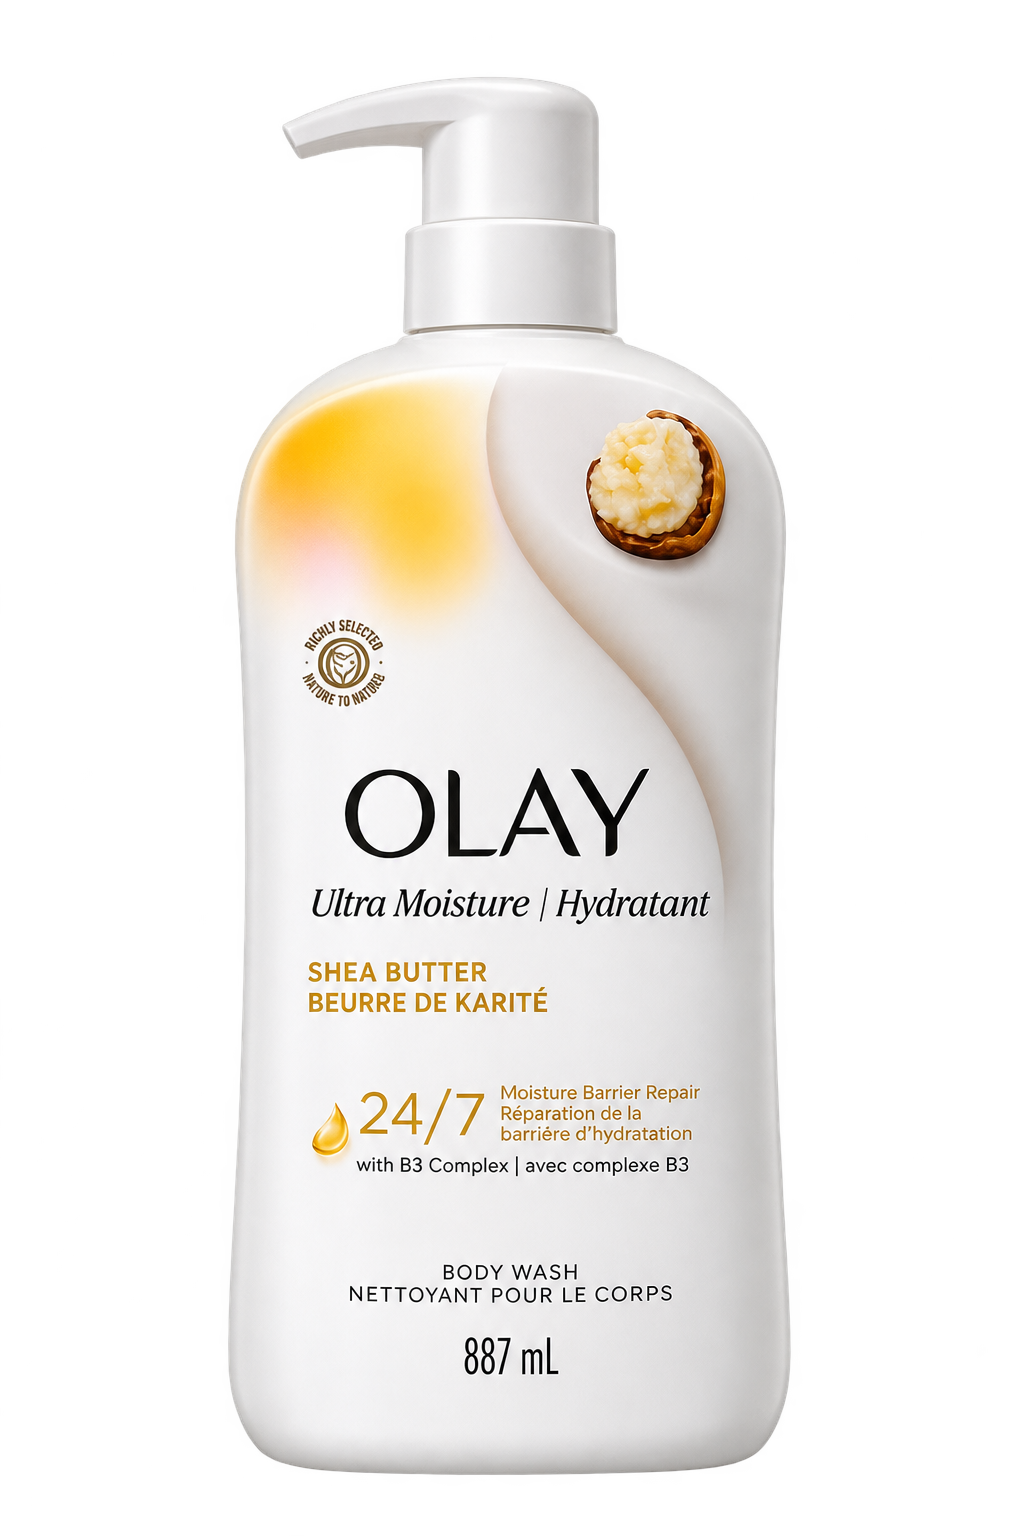 RICHLY SELECTED
NATURE TO NATURE
OLAY
Ultra Moisture | Hydratant
SHEA BUTTER
BEURRE DE KARITÉ
24/7
Moisture Barrier Repair
Réparation de la
barrière d'hydratation
with B3 Complex | avec complexe B3
BODY WASH
NETTOYANT POUR LE CORPS
887 mL